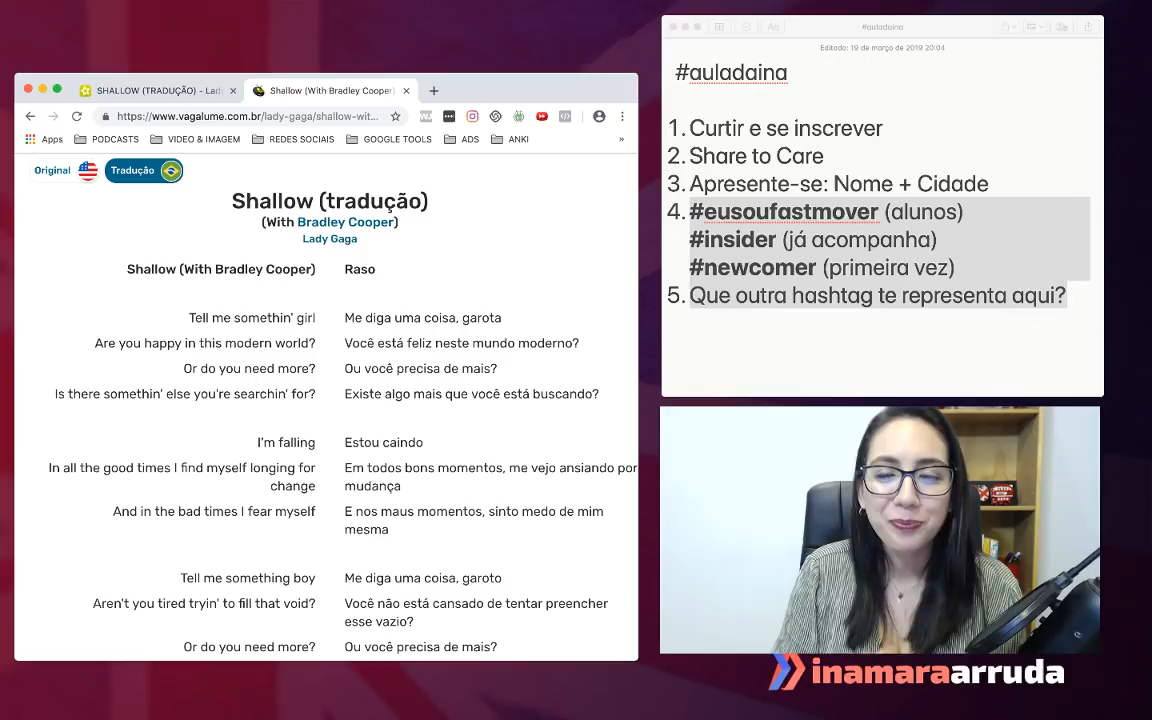 SHALLOW (TRADUÇÃO) - Lad
Shallow (With Bradley Cooper)
https://www.vagalume.com.br/lady-gaga/shallow-wit...
Apps
PODCASTS
VIDEO & IMAGEM
REDES SOCIAIS
GOOGLE TOOLS
ADS
ANKI
»
Original
Tradução
Shallow (tradução)
(With Bradley Cooper)
Lady Gaga
Shallow (With Bradley Cooper) Raso
Tell me somethin' girl Me diga uma coisa, garota
Are you happy in this modern world? Você está feliz neste mundo moderno?
Or do you need more? Ou você precisa de mais?
Is there somethin' else you're searchin' for? Existe algo mais que você está buscando?
I'm falling Estou caindo
In all the good times I find myself longing for Em todos bons momentos, me vejo ansiando por
change mudança
And in the bad times I fear myself E nos maus momentos, sinto medo de mim
mesma
Tell me something boy Me diga uma coisa, garoto
Aren't you tired tryin' to fill that void? Você não está cansado de tentar preencher
esse vazio?
Or do you need more? Ou você precisa de mais?
#auladaina
Editado: 19 de março de 2019 20:04
#auladaina
1. Curtir e se inscrever
2. Share to Care
3. Apresente-se: Nome + Cidade
4. #eusoufastmover (alunos)
#insider (já acompanha)
#newcomer (primeira vez)
5. Que outra hashtag te representa aqui?
inamaraarruda